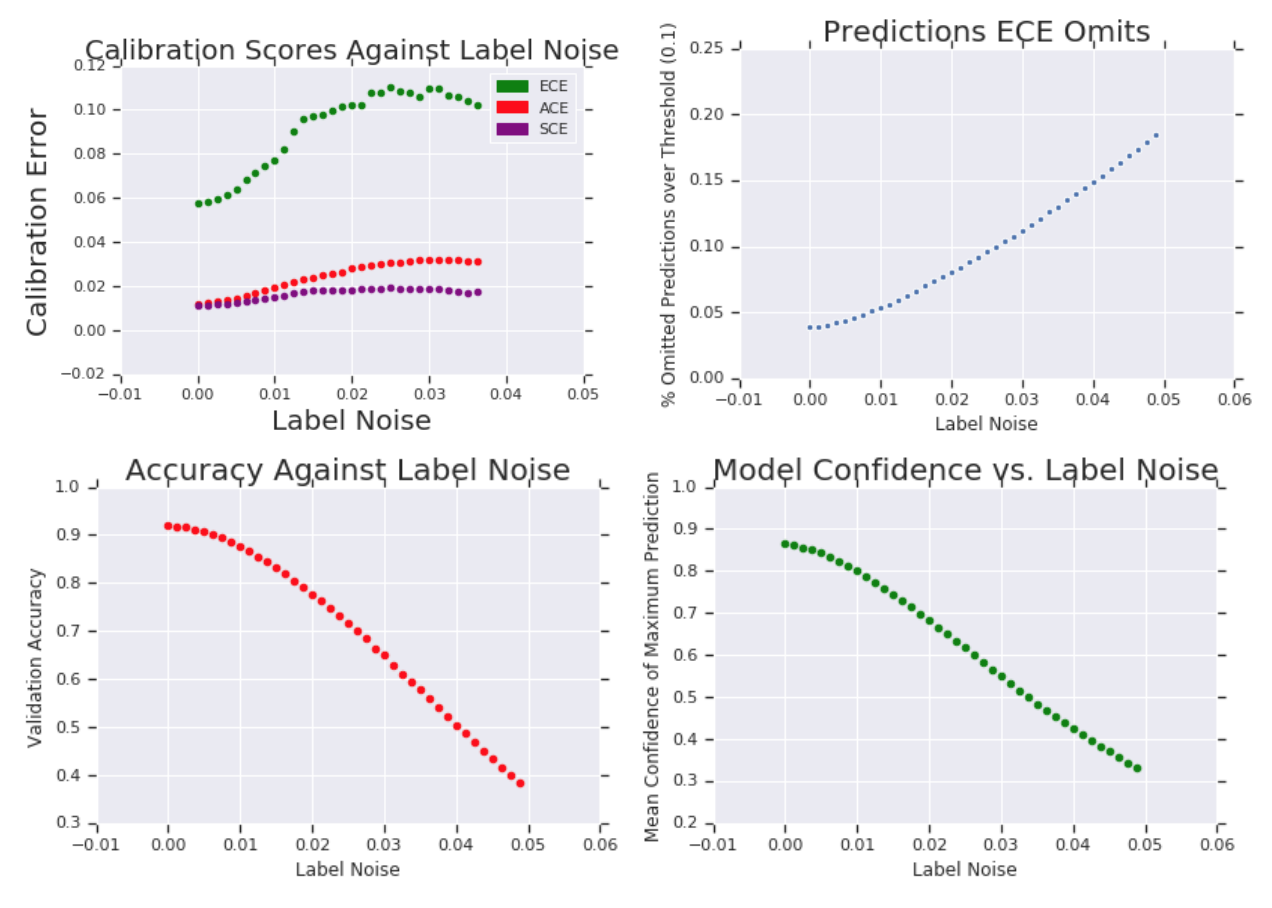 Calibration Scores Against Label Noise
Calibration Error
0.12
0.10
0.08
0.06
0.04
0.02
0.00
−0.02
ECE
ACE
SCE
−0.01 0.00 0.01 0.02 0.03 0.04 0.05
Label Noise
Predictions ECE Omits
% Omitted Predictions over Threshold (0.1)
0.25
0.20
0.15
0.10
0.05
0.00
−0.01 0.00 0.01 0.02 0.03 0.04 0.05 0.06
Label Noise
Accuracy Against Label Noise
Validation Accuracy
1.0
0.9
0.8
0.7
0.6
0.5
0.4
0.3
−0.01 0.00 0.01 0.02 0.03 0.04 0.05 0.06
Label Noise
Model Confidence vs. Label Noise
Mean Confidence of Maximum Prediction
1.0
0.9
0.8
0.7
0.6
0.5
0.4
0.3
0.2
−0.01 0.00 0.01 0.02 0.03 0.04 0.05 0.06
Label Noise